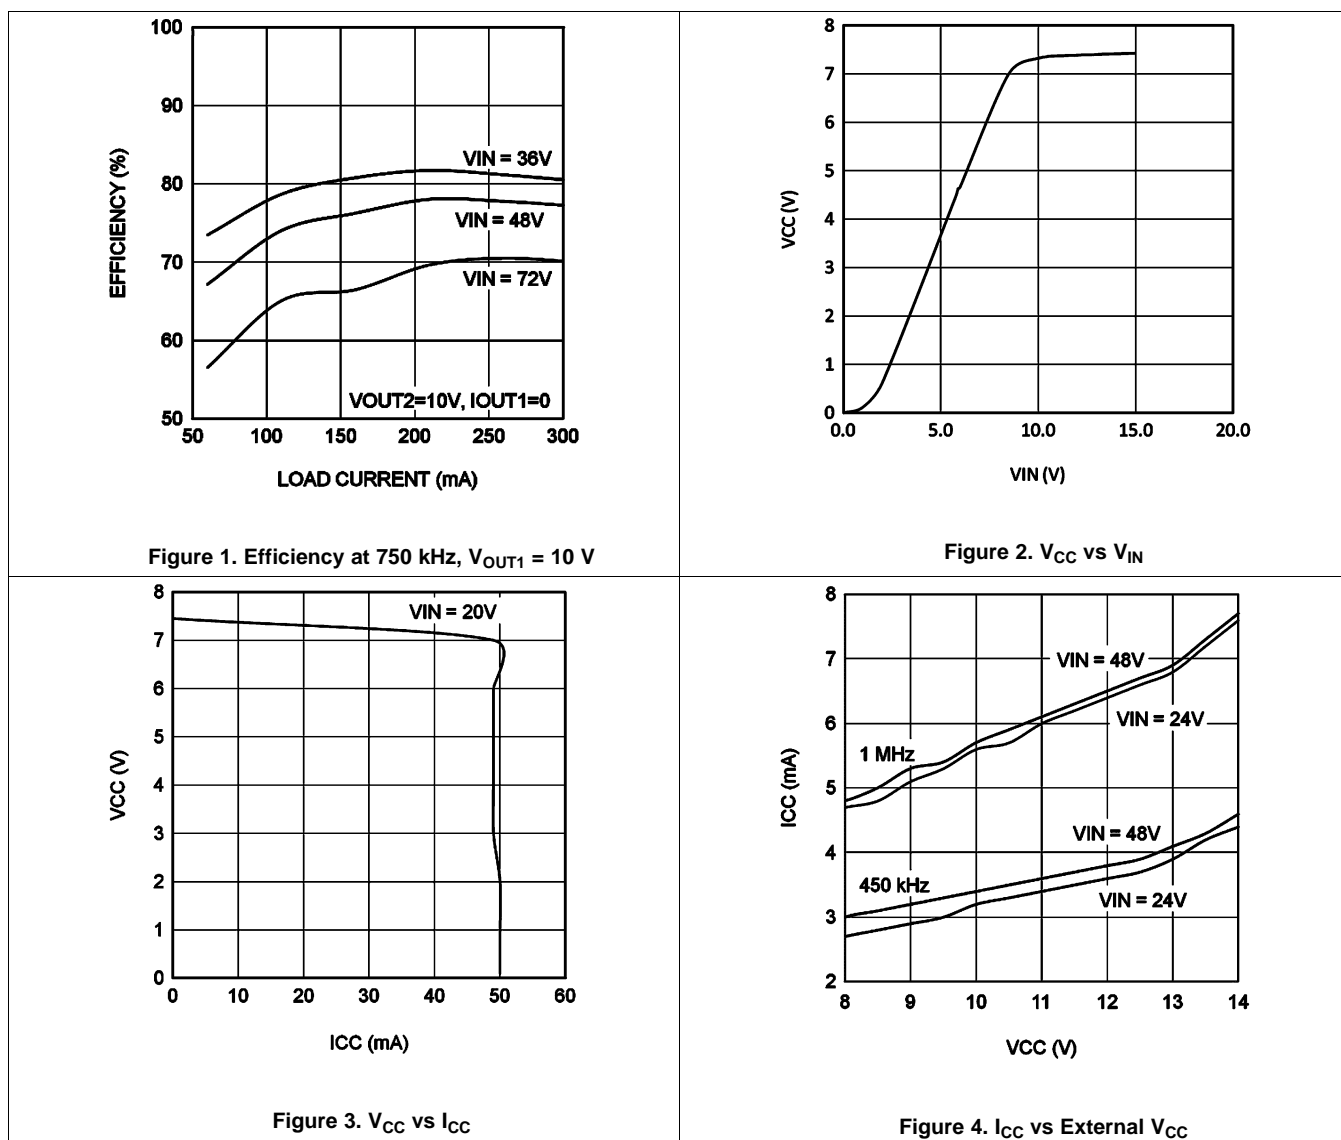 100
90
80
70
60
50
EFFICIENCY (%)
VIN = 36V
VIN = 48V
VIN = 72V
VOUT2=10V, IOUT1=0
50 100 150 200 250 300
LOAD CURRENT (mA)
Figure 1. Efficiency at 750 kHz, VOUT1 = 10 V
8
7
6
5
4
3
2
1
0
VCC (V)
0.0 5.0 10.0 15.0 20.0
VIN (V)
Figure 2. VCC vs VIN
8
7
6
5
4
3
2
1
0
VCC (V)
VIN = 20V
0 10 20 30 40 50 60
ICC (mA)
Figure 3. VCC vs ICC
8
7
6
5
4
3
2
ICC (mA)
VIN = 48V
VIN = 24V
1 MHz
VIN = 48V
450 kHz
VIN = 24V
8 9 10 11 12 13 14
VCC (V)
Figure 4. ICC vs External VCC